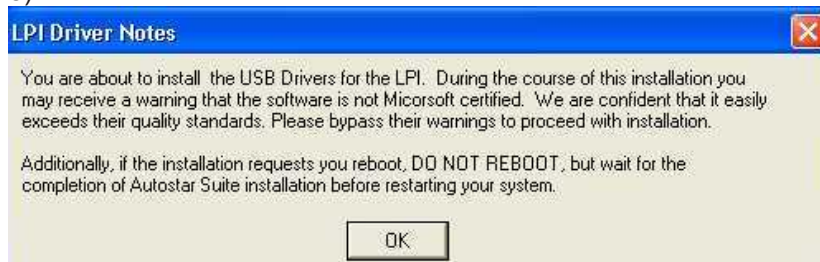 LPI Driver Notes
You are about to install the USB Drivers for the LPI. During the course of this installation you
may receive a warning that the software is not Micorsoft certified. We are confident that it easily
exceeds their quality standards. Please bypass their warnings to proceed with installation.
Additionally, if the installation requests you reboot, DO NOT REBOOT, but wait for the
completion of Autostar Suite installation before restarting your system.
OK